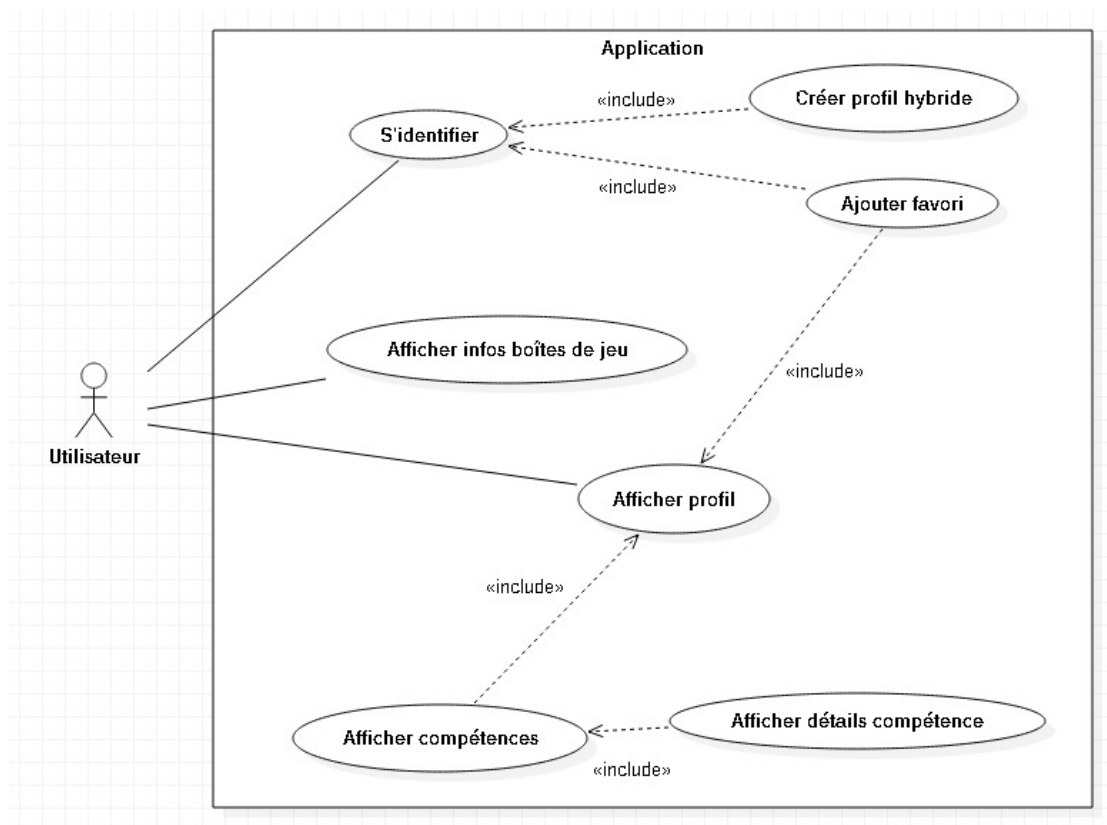 Application
«include»
Créer profil hybride
S'identifier
«include»
Ajouter favori
Afficher infos boîtes de jeu
«include»
Utilisateur
Afficher profil
«include»
Afficher compétences
Afficher détails compétence
«include»